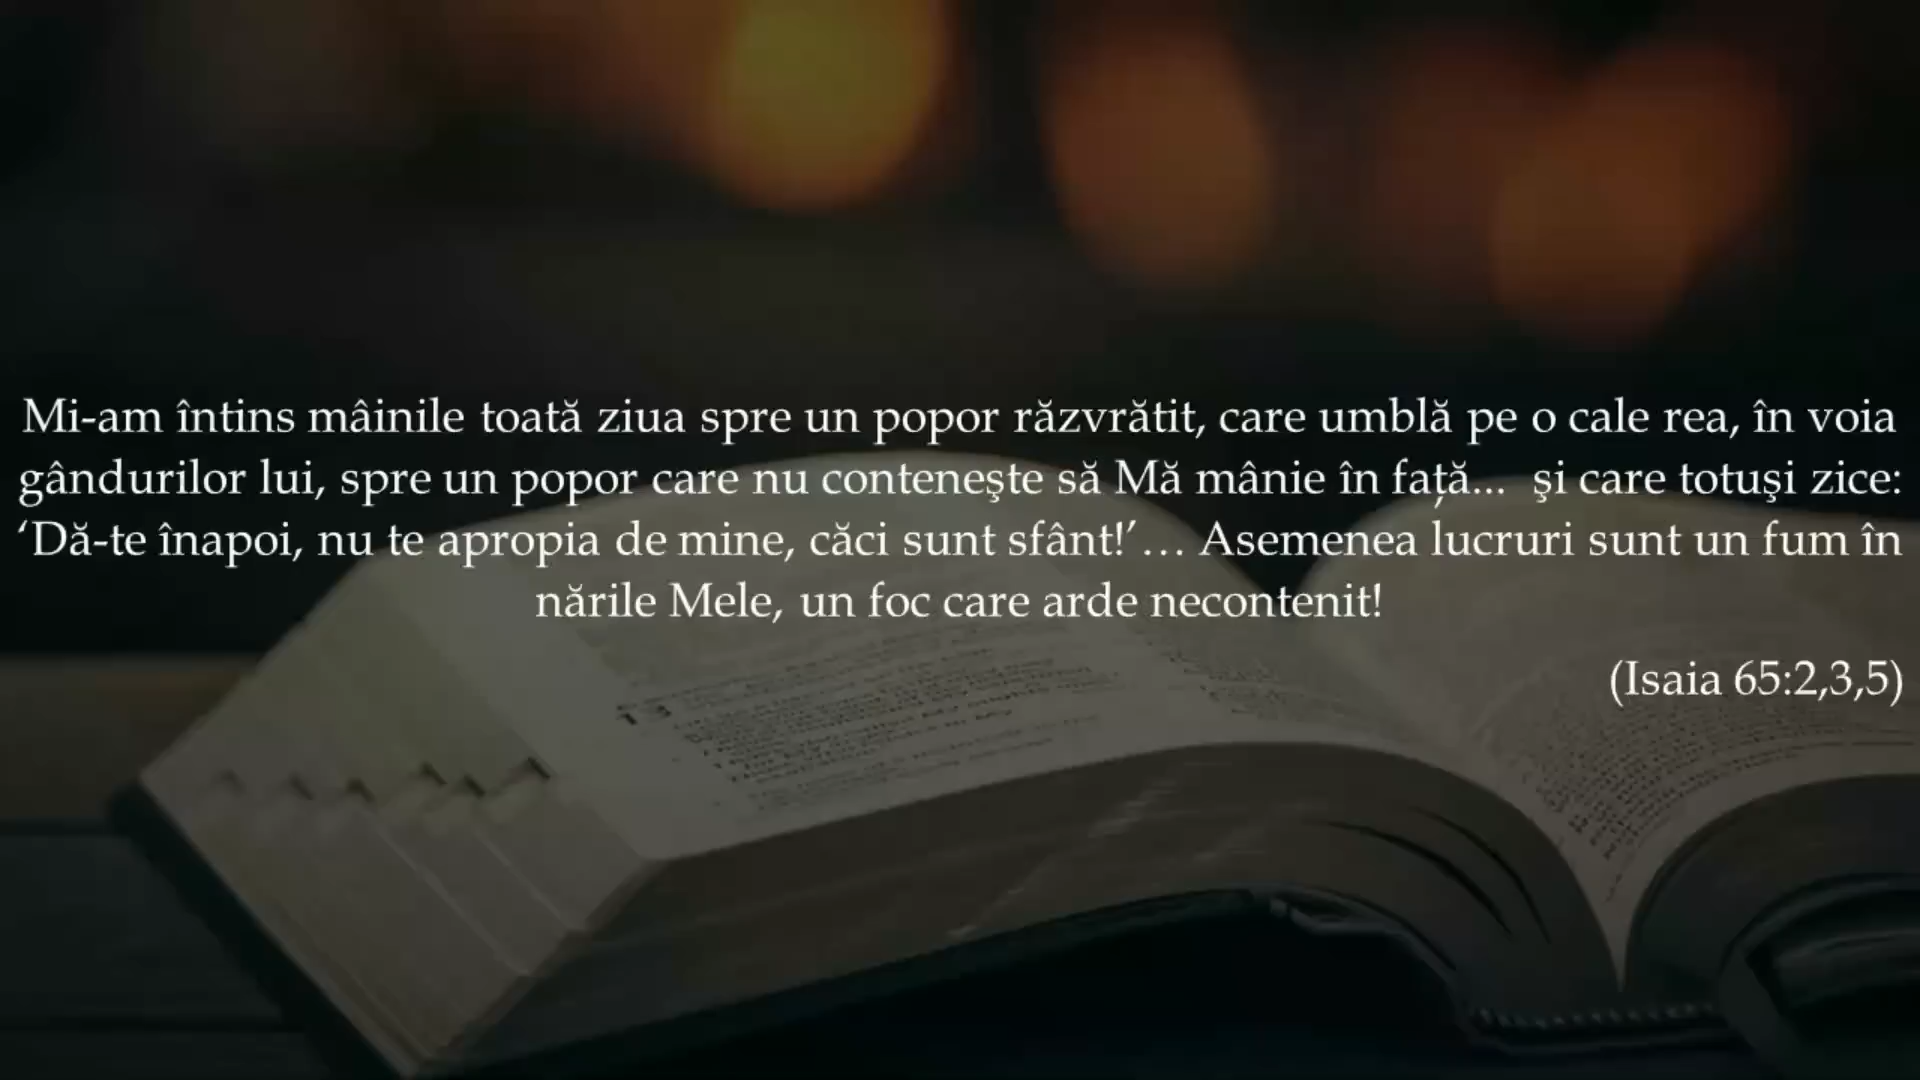 Mi-am întins mâinile toată ziua spre un popor răzvrătit, care umblă pe o cale rea, în voia
gândurilor lui, spre un popor care nu conteneşte să Mă mânie în față... şi care totuşi zice:
‘Dă-te înapoi, nu te apropia de mine, căci sunt sfânt!’… Asemenea lucruri sunt un fum în
nările Mele, un foc care arde necontenit!
(Isaia 65:2,3,5)
13